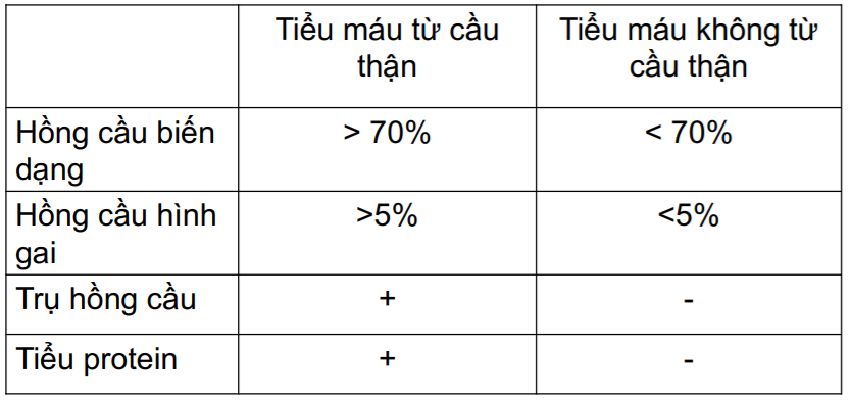 Tiểu máu từ cầu thận
Tiểu máu không từ cầu thận
Hồng cầu biến dạng
> 70%
< 70%
Hồng cầu hình gai
>5%
<5%
Trụ hồng cầu
+
-
Tiểu protein
+
-